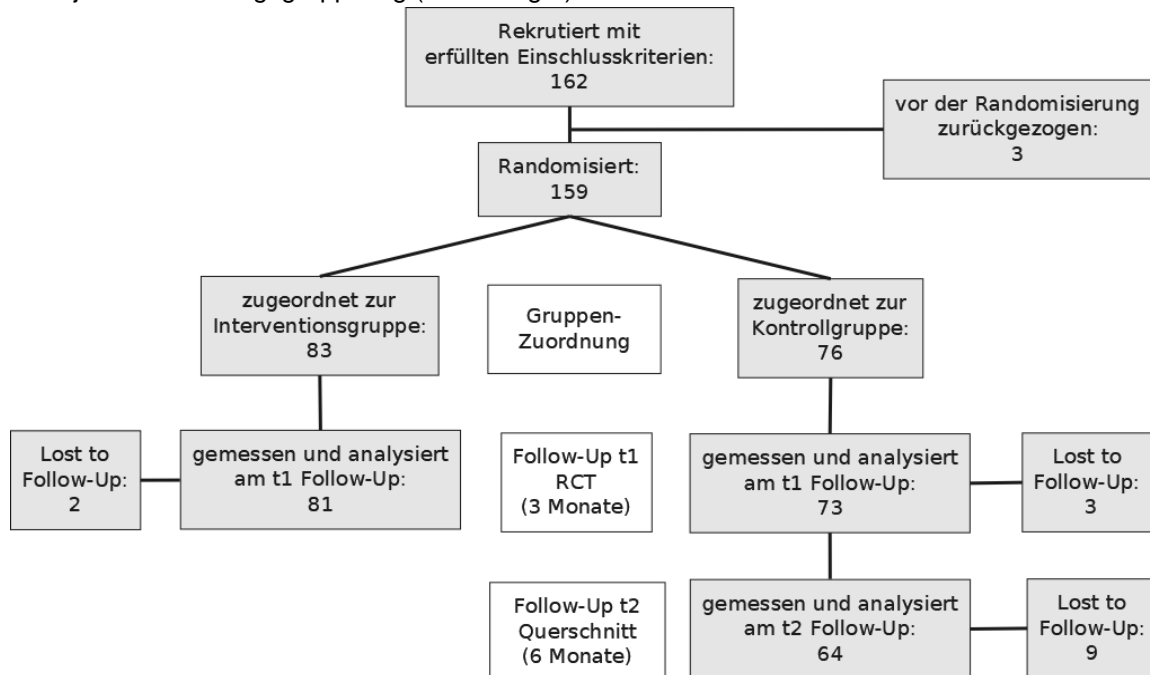 Rekrutiert mit
erfüllten Einschlusskriterien:
162
vor der Randomisierung
zurückgezogen:
3
Randomisiert:
159
zugeordnet zur
Interventionsgruppe:
83
Gruppen-
Zuordnung
zugeordnet zur
Kontrollgruppe:
76
Lost to
Follow-Up:
2
gemessen und analysiert
am t1 Follow-Up:
81
Follow-Up t1
RCT
(3 Monate)
gemessen und analysiert
am t1 Follow-Up:
73
Lost to
Follow-Up:
3
Follow-Up t2
Querschnitt
(6 Monate)
gemessen und analysiert
am t2 Follow-Up:
64
Lost to
Follow-Up:
9